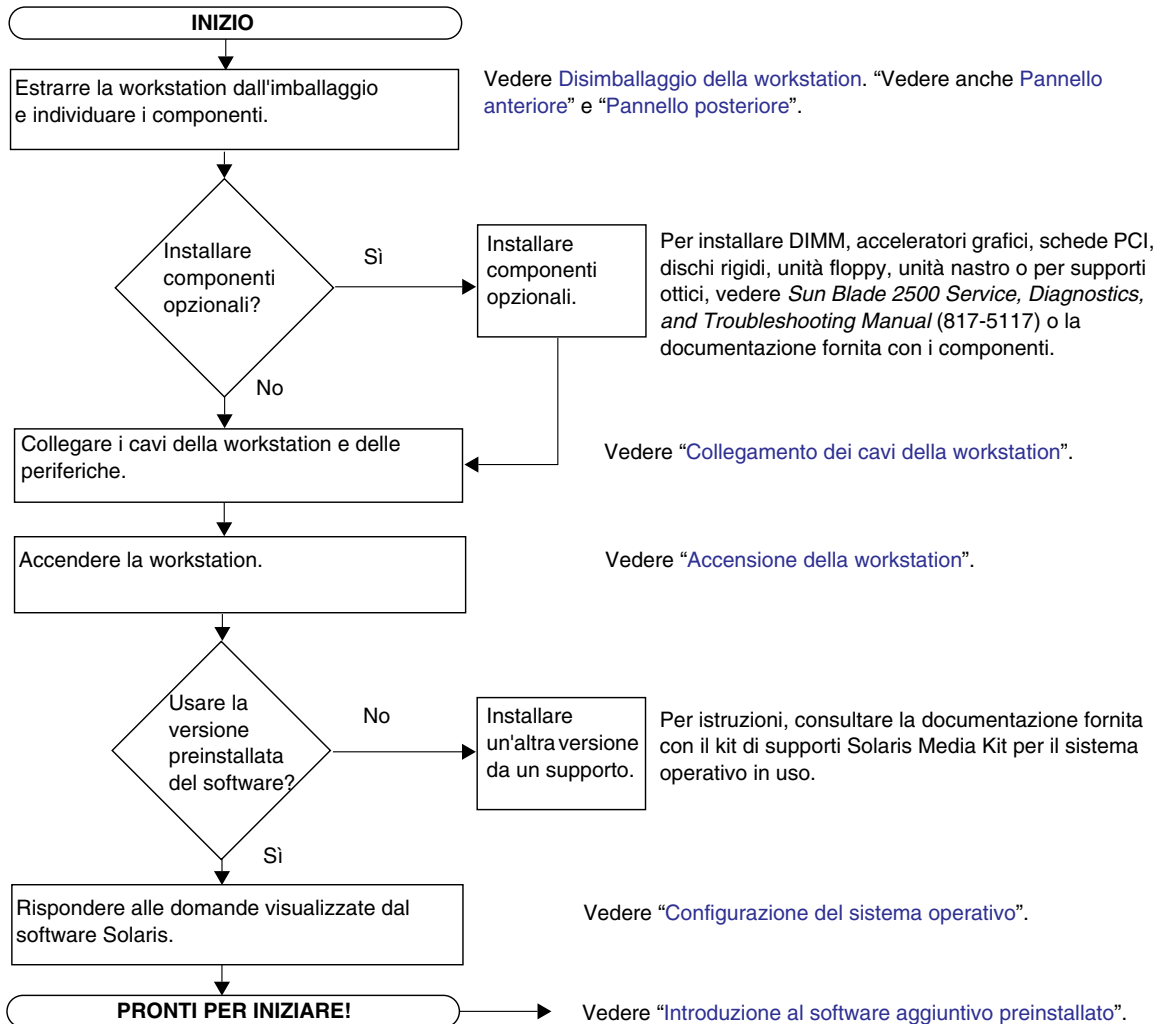 INIZIO
Estrarre la workstation dall'imballaggio
e individuare i componenti.
Vedere Disimballaggio della workstation. “Vedere anche Pannello
anteriore” e “Pannello posteriore”.
Installare
componenti
opzionali?
Sì
Installare
componenti
opzionali.
Per installare DIMM, acceleratori grafici, schede PCI,
dischi rigidi, unità floppy, unità nastro o per supporti
ottici, vedere Sun Blade 2500 Service, Diagnostics,
and Troubleshooting Manual (817-5117) o la
documentazione fornita con i componenti.
No
Collegare i cavi della workstation e delle
periferiche.
Vedere “Collegamento dei cavi della workstation”.
Accendere la workstation.
Vedere “Accensione della workstation”.
Usare la
versione
preinstallata
del software?
No
Installare
un'altra versione
da un supporto.
Per istruzioni, consultare la documentazione fornita
con il kit di supporti Solaris Media Kit per il sistema
operativo in uso.
Sì
Rispondere alle domande visualizzate dal
software Solaris.
Vedere “Configurazione del sistema operativo”.
PRONTI PER INIZIARE!
Vedere “Introduzione al software aggiuntivo preinstallato”.